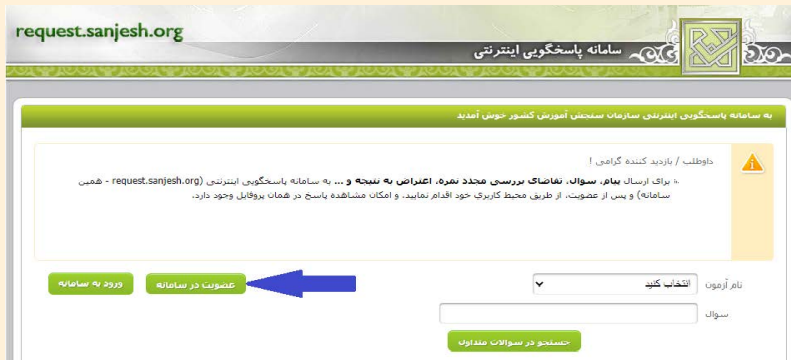 request.sanjesh.org
سامانه پاسخگویی اینترنتی
به سامانه پاسخگویی اینترنتی سازمان سنجش آموزش کشور خوش آمدید
داوطلب / بازدید کننده گرامی !
برای ارسال پیام، سوال، تقاضای بررسی مجدد نمره، اعتراض به نتیجه و ... به سامانه پاسخگویی اینترنتی (request.sanjesh.org - همین
سامانه) و پس از عضویت، از طریق محیط کاربری خود اقدام نمایید. و امکان مشاهده پاسخ در همان پروفایل وجود دارد.
نام آزمون انتخاب کنید عضویت در سامانه ورود به سامانه
سوال
جستجو در سوالات متداول